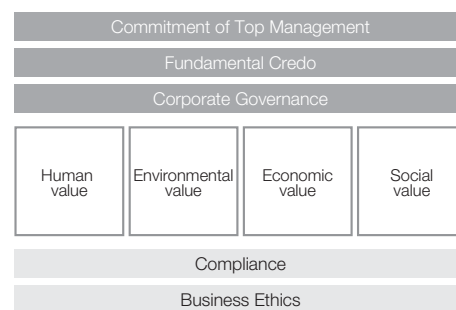 Commitment of Top Management
Fundamental Credo
Corporate Governance
Human
value
Environmental
value
Economic
value
Social
value
Compliance
Business Ethics